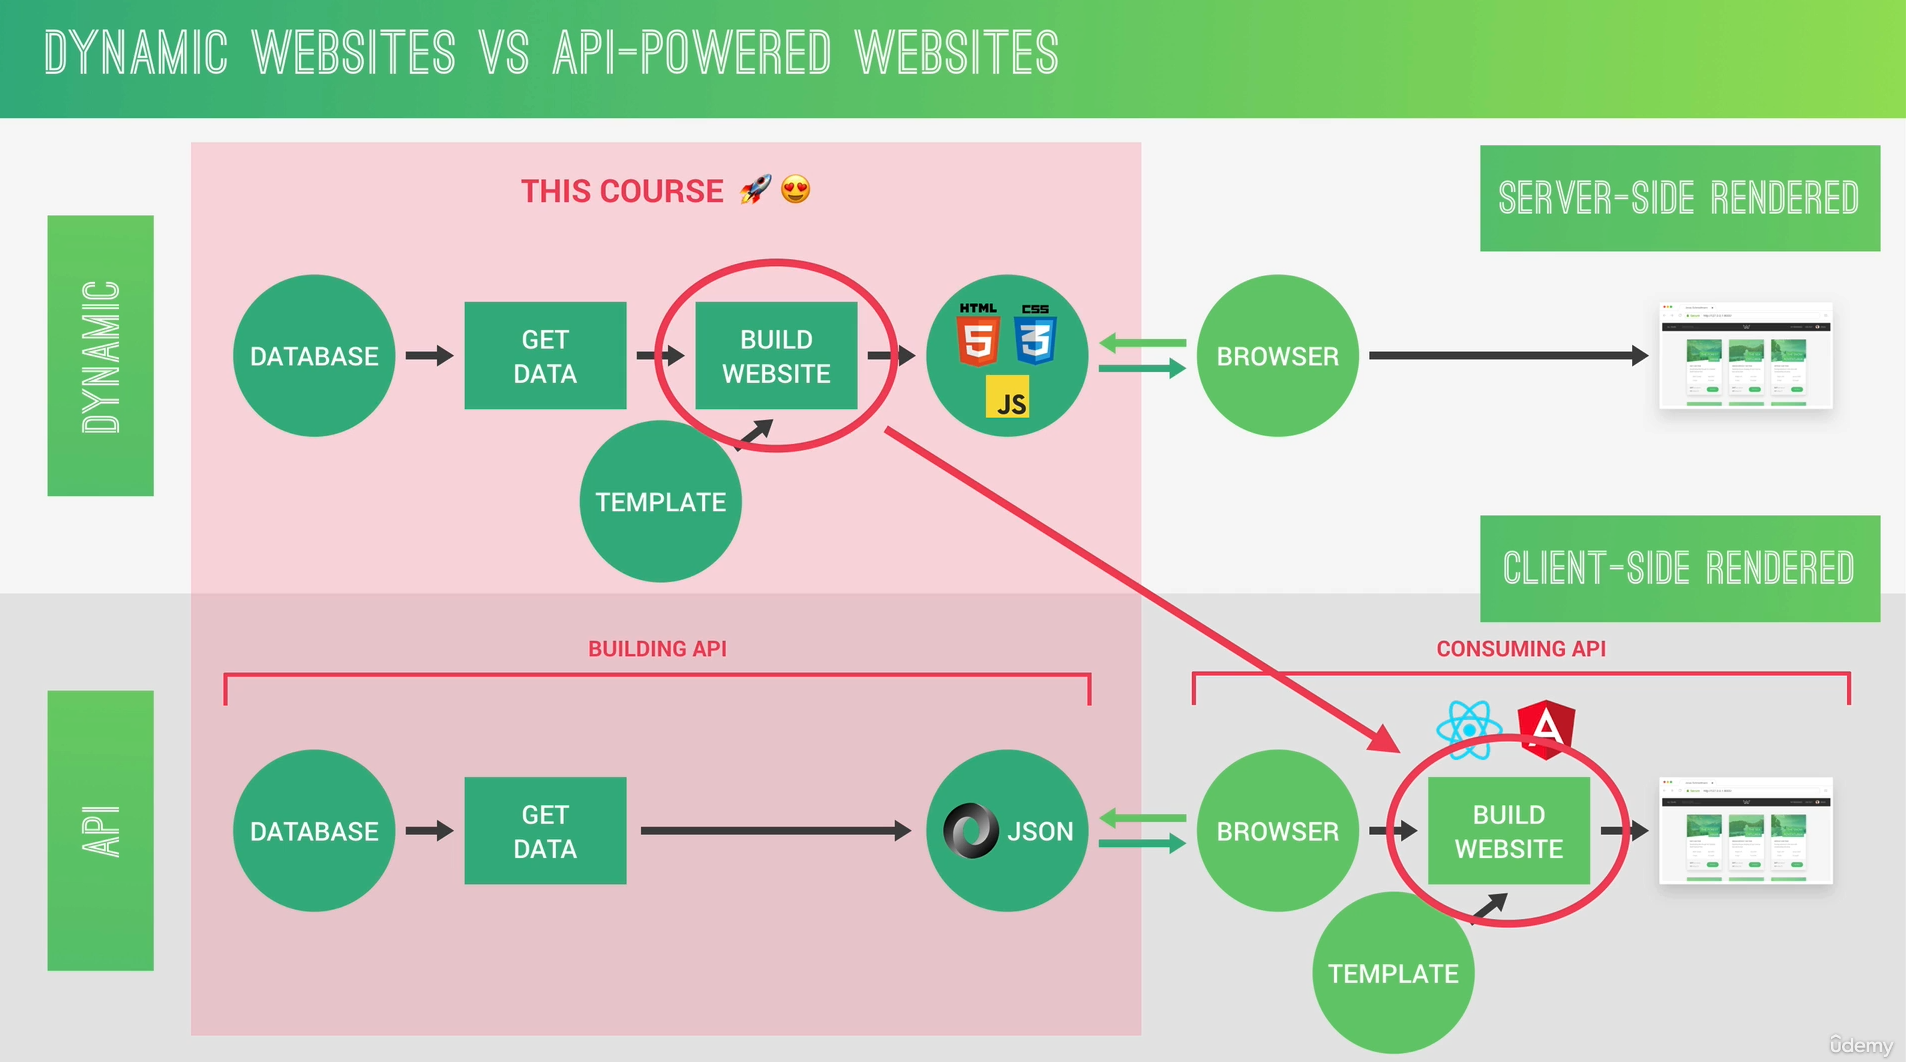 DYNAMIC WEBSITES VS API-POWERED WEBSITES
THIS COURSE 🚀 😍
SERVER-SIDE RENDERED
DYNAMIC
DATABASE
GET
DATA
BUILD
WEBSITE
HTML
5
CSS
3
JS
BROWSER
TEMPLATE
CLIENT-SIDE RENDERED
BUILDING API
CONSUMING API
API
DATABASE
GET
DATA
JSON
BROWSER
A
BUILD
WEBSITE
TEMPLATE
ûdemy